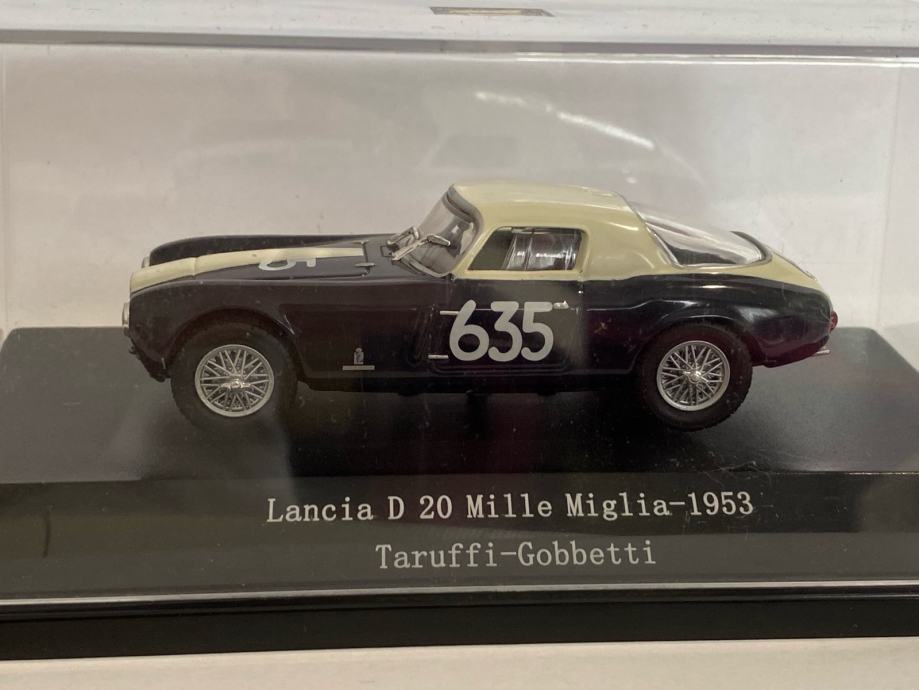 635
Lancia D 20 Mille Miglia-1953
Taruffi-Gobbetti